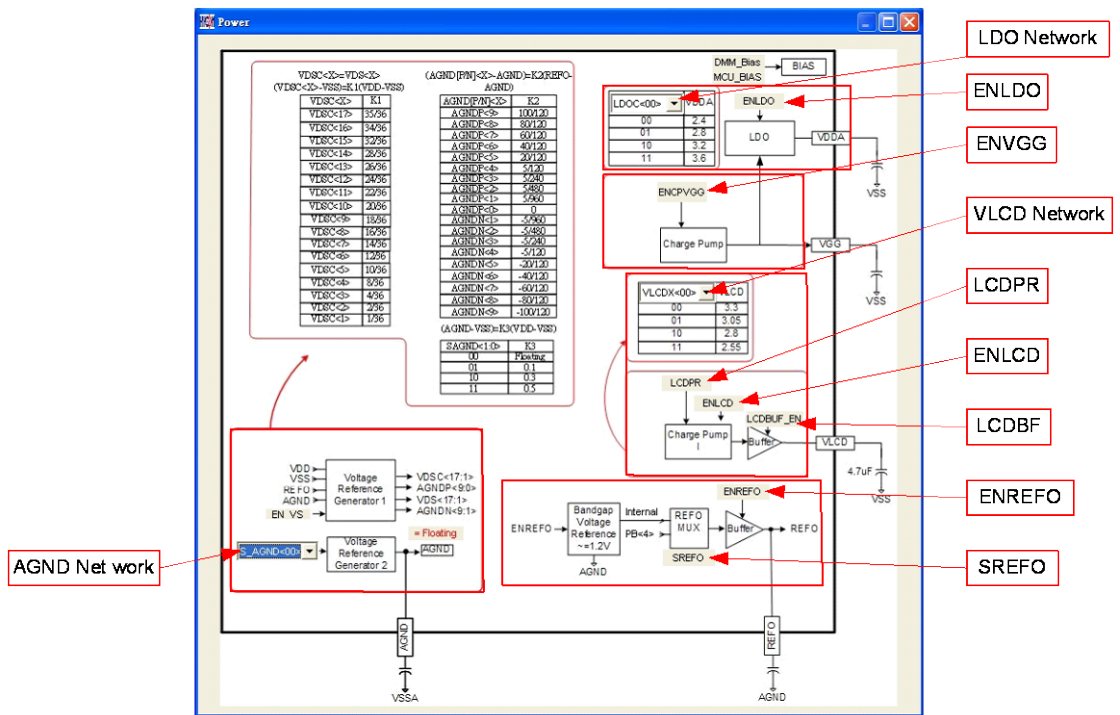 Power
VDSC<X>=VDS<X>
(VDSC<X>-VSS)=K1(VDD-VSS)
VDSC<X> K1
VDSC<17> 35/36
VDSC<16> 34/36
VDSC<15> 32/36
VDSC<14> 28/36
VDSC<13> 26/36
VDSC<12> 24/36
VDSC<11> 22/36
VDSC<10> 20/36
VDSC<9> 18/36
VDSC<8> 16/36
VDSC<7> 14/36
VDSC<6> 12/36
VDSC<5> 10/36
VDSC<4> 8/36
VDSC<3> 4/36
VDSC<2> 2/36
VDSC<1> 1/36
(AGND[P/N]<X>-AGND)=K2(REFO-
AGND)
AGND[P/N]<X> K2
AGNDP<9> 100/120
AGNDP<8> 80/120
AGNDP<7> 60/120
AGNDP<6> 40/120
AGNDP<5> 20/120
AGNDP<4> 5/120
AGNDP<3> 5/240
AGNDP<2> 5/480
AGNDP<1> 5/960
AGNDP<0> 0
AGNDN<1> -5/960
AGNDN<2> -5/480
AGNDN<3> -5/240
AGNDN<4> -5/120
AGNDN<5> -20/120
AGNDN<6> -40/120
AGNDN<7> -60/120
AGNDN<8> -80/120
AGNDN<9> -100/120
(AGND-VSS)=K3(VDD-VSS)
SAGND<1:0> K3
00 Floating
01 0.1
10 0.3
11 0.5
DMM_Bias
MCU_BIAS
BIAS
LDOC<00> VDDA
00 2.4
01 2.8
10 3.2
11 3.6
ENLDO
LDO
VDDA
VSS
ENCPVGG
Charge Pump
VGG
VSS
VLCDX<00> VLCD
00 3.3
01 3.05
10 2.8
11 2.55
LCDPR
ENLCD
LCDBUF_EN
Charge Pump
I
Buffer
VLCD
4.7uF
VSS
VDD
VSS
REFO
AGND
EN_VS
Voltage
Reference
Generator 1
VDSC<17:1>
AGNDP<9:0>
VDS<17:1>
AGNDN<9:1>
= Floating
S_AGND<00>
Voltage
Reference
Generator 2
AGND
AGND
VSSA
ENREFO
ENREFO
Bandgap
Voltage
Reference
~=1.2V
Internal
PB<4>
REFO
MUX
Buffer
REFO
SREFO
AGND
REFO
AGND
LDO Network
ENLDO
ENVGG
VLCD Network
LCDPR
ENLCD
LCDBF
ENREFO
SREFO
AGND Net work